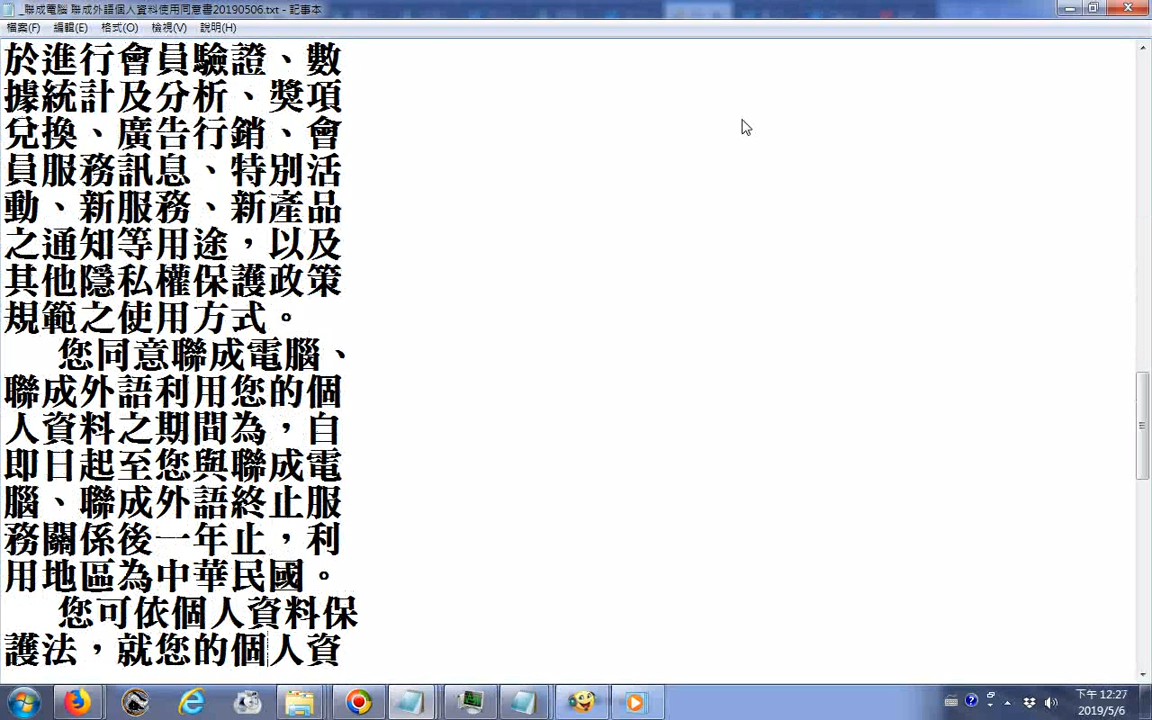 _聯成電腦 聯成外語個人資料使用同意書20190506.txt - 記事本
檔案(F) 編輯(E) 格式(O) 檢視(V) 說明(H)
於進行會員驗證、數
據統計及分析、獎項
兌換、廣告行銷、會
員服務訊息、特別活
動、新服務、新產品
之通知等用途，以及
其他隱私權保護政策
規範之使用方式。
您同意聯成電腦、
聯成外語利用您的個
人資料之期間為，自
即日起至您與聯成電
腦、聯成外語終止服
務關係後一年止，利
用地區為中華民國。
您可依個人資料保
護法，就您的個人資
下午 12:27
2019/5/6